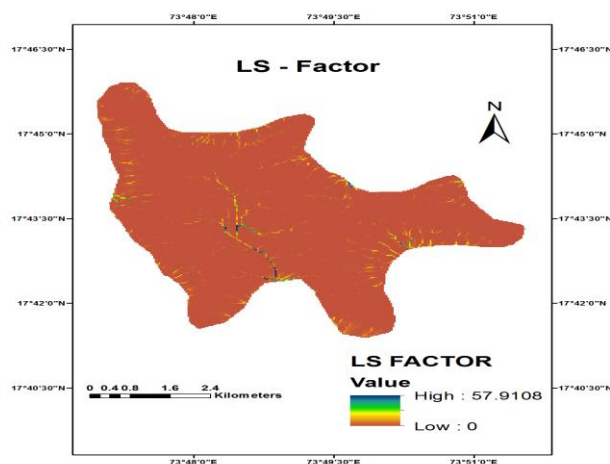 73°48'0"E 73°49'30"E 73°51'0"E
17°46'30"N 17°46'30"N
LS - Factor
N
17°45'0"N 17°45'0"N
17°43'30"N 17°43'30"N
17°42'0"N 17°42'0"N
LS FACTOR
Value
High : 57.9108
Low : 0
17°40'30"N 17°40'30"N
0 0.4 0.8 1.6 2.4
Kilometers
73°48'0"E 73°49'30"E 73°51'0"E